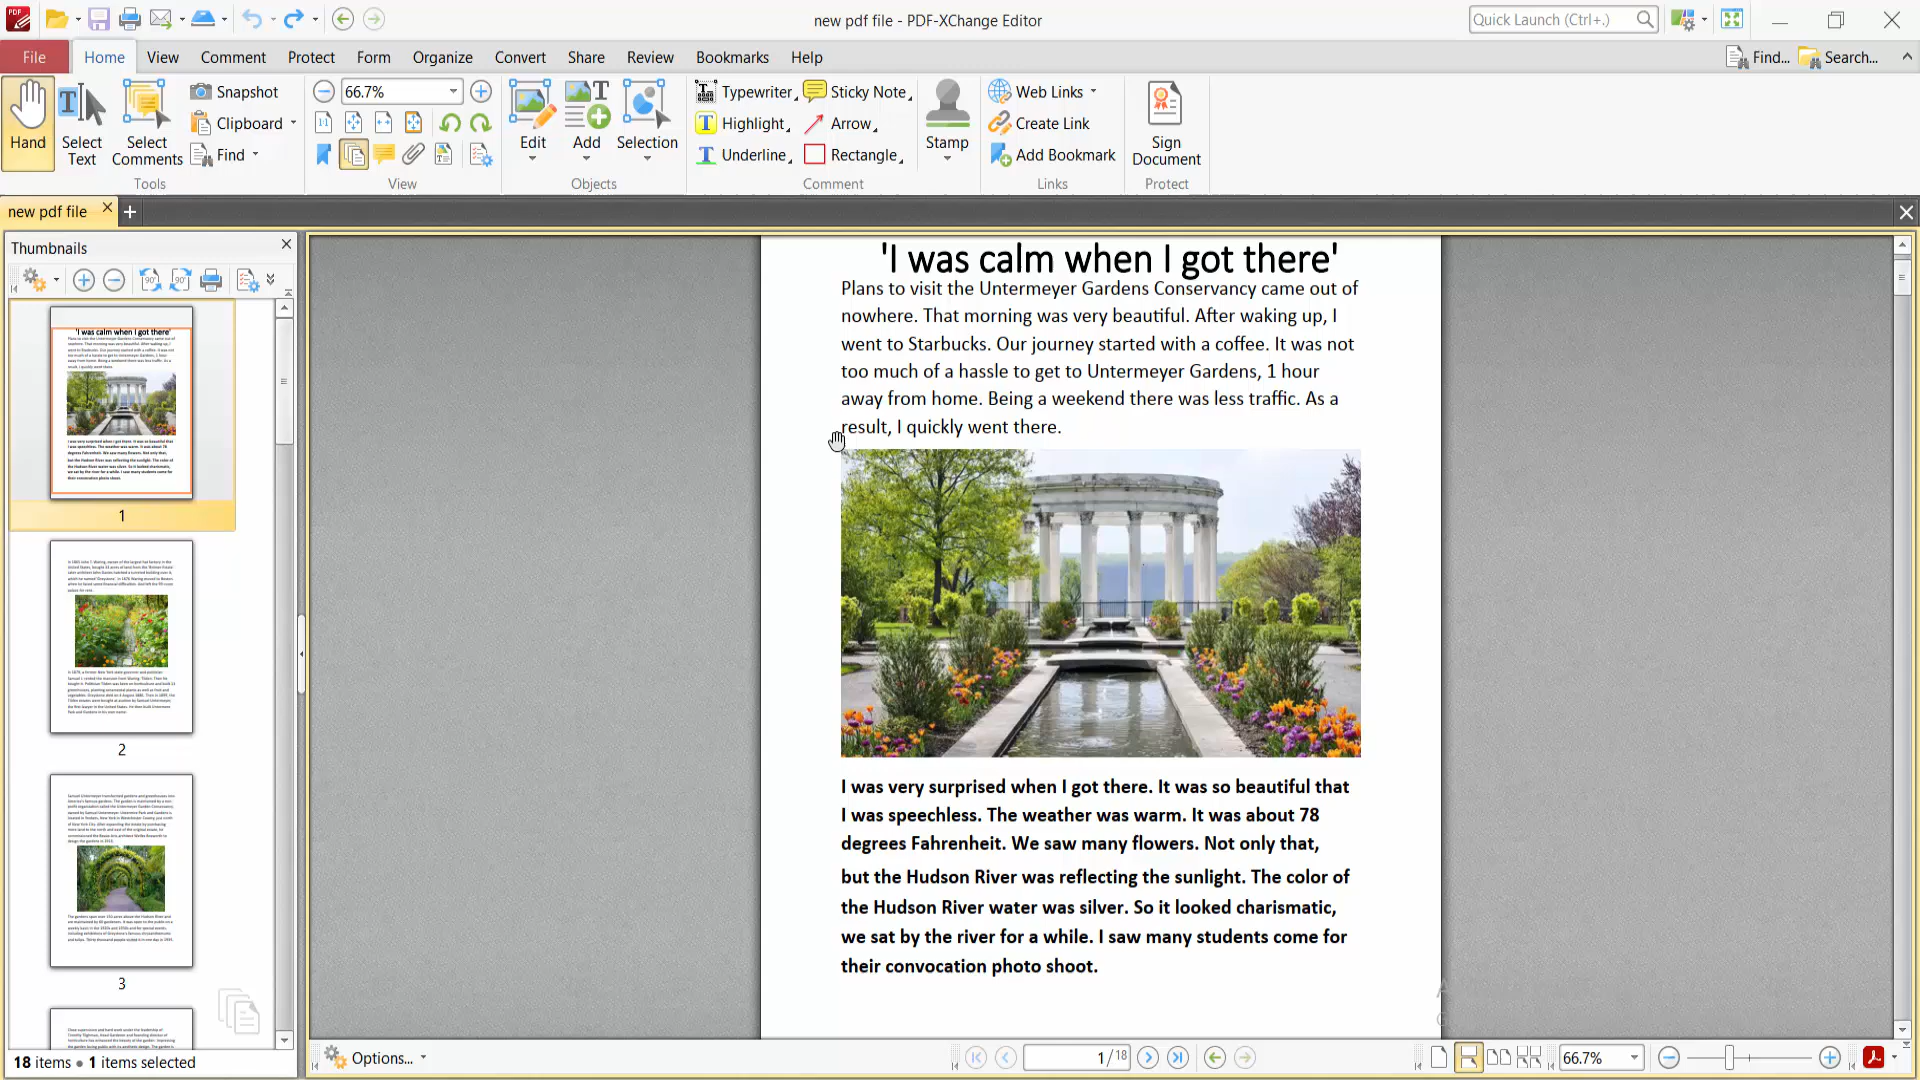 new pdf file - PDF-XChange Editor
Quick Launch (Ctrl+.)
File Home View Comment Protect Form Organize Convert Share Review Bookmarks Help
Find... Search...
Hand
Select Text
Select Comments
Snapshot
Clipboard
Find
Tools
66.7%
View
Edit
Add
Selection
Objects
Typewriter
Highlight
Underline
Sticky Note
Arrow
Rectangle
Stamp
Comment
Web Links
Create Link
Add Bookmark
Links
Sign Document
Protect
new pdf file
Thumbnails
1
2
3
18 items • 1 items selected
'I was calm when I got there'
Plans to visit the Untermeyer Gardens Conservancy came out of
nowhere. That morning was very beautiful. After waking up, I
went to Starbucks. Our journey started with a coffee. It was not
too much of a hassle to get to Untermeyer Gardens, 1 hour
away from home. Being a weekend there was less traffic. As a
result, I quickly went there.
I was very surprised when I got there. It was so beautiful that
I was speechless. The weather was warm. It was about 78
degrees Fahrenheit. We saw many flowers. Not only that,
but the Hudson River was reflecting the sunlight. The color of
the Hudson River water was silver. So it looked charismatic,
we sat by the river for a while. I saw many students come for
their convocation photo shoot.
Options...
1 / 18
66.7%